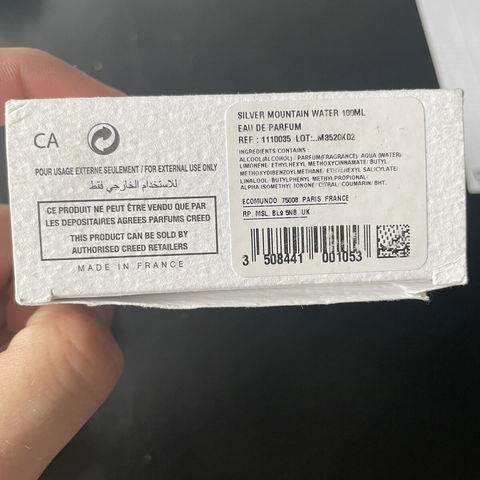 CA
POUR USAGE EXTERNE SEULEMENT / FOR EXTERNAL USE ONLY
للاستخدام الخارجي فقط
CE PRODUIT NE PEUT ÊTRE VENDU QUE PAR
LES DEPOSITAIRES AGREES PARFUMS CREED
THIS PRODUCT CAN BE SOLD BY
AUTHORISED CREED RETAILERS
MADE IN FRANCE
SILVER MOUNTAIN WATER 100ML
EAU DE PARFUM
REF : 1110035 LOT:..M3520K02
INGREDIENTS/CONTAINS :
ALCOOL(ALCOHOL) / PARFUM(FRAGRANCE) AQUA (WATER)
LIMONENE/ ETHYLHEXYL METHOXYCINNAMATE/ BUTYL
METHOXYDIBENZOYLMETHANE/ ETHYLHEXYL SALICYLATE/
LINALOOL/ BUTYLPHENYL METHYLPROPIONAL/
ALPHA ISOMETHYL IONONE/ CITRAL/ COUMARIN/ BHT.
ECOMUNDO 75008 PARIS FRANCE
RP. MSL BL9 5NB UK
3 508441 001053